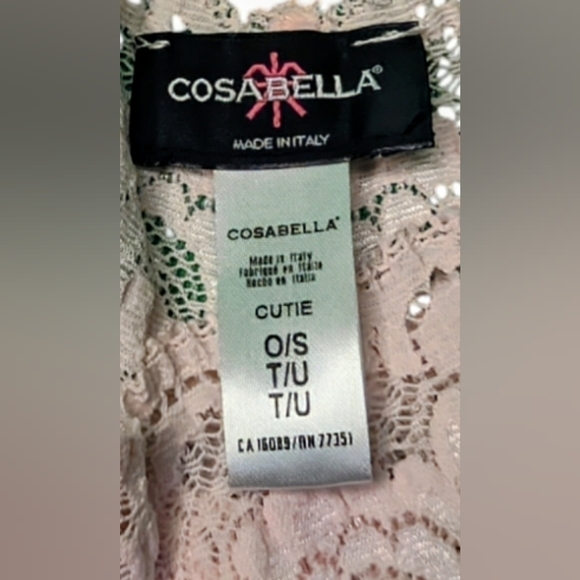 COSABELLA®
MADE IN ITALY
COSABELLA®
Made in Italy
Fabriqué en Italie
Hecho en Italia
CUTIE
O/S
T/U
T/U
CA 16089/RN 77351